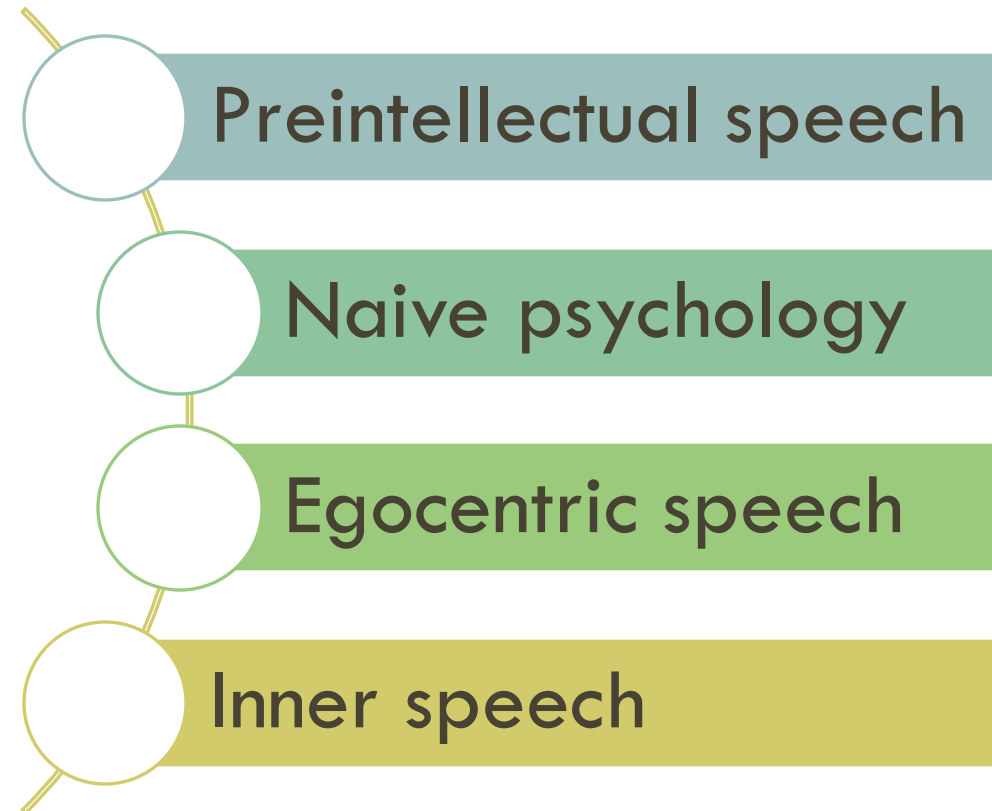 Preintellectual speech
Naive psychology
Egocentric speech
Inner speech